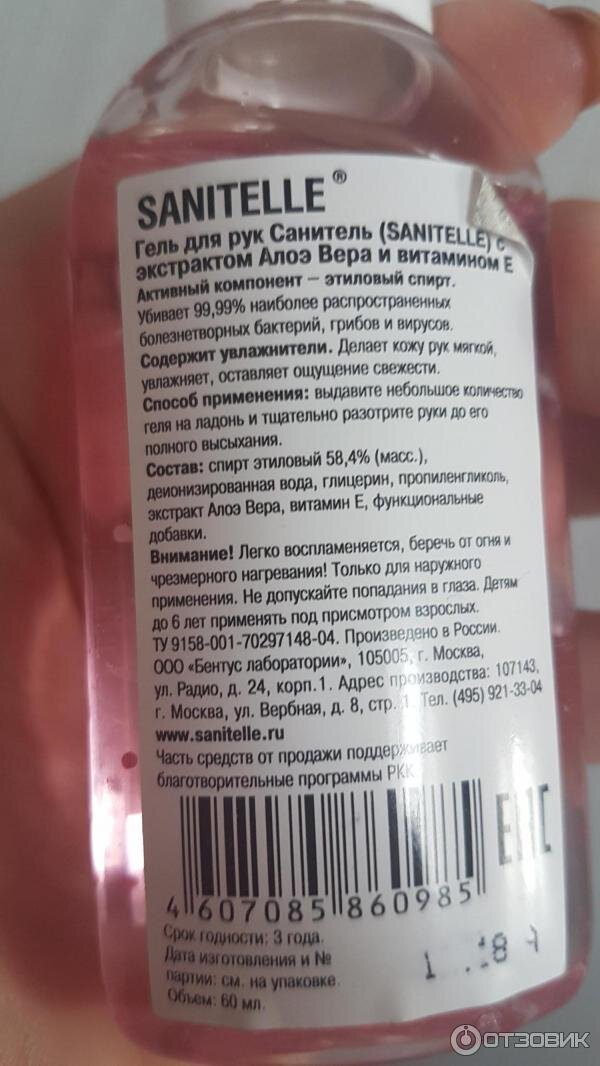 SANITELLE®
Гель для рук Санитель (SANITELLE) с
экстрактом Алоэ Вера и витамином Е
Активный компонент – этиловый спирт.
Убивает 99,99% наиболее распространенных
болезнетворных бактерий, грибов и вирусов.
Содержит увлажнители. Делает кожу рук мягкой,
увлажняет, оставляет ощущение свежести.
Способ применения: выдавите небольшое количество
геля на ладонь и тщательно разотрите руки до его
полного высыхания.
Состав: спирт этиловый 58,4% (масс.),
деионизированная вода, глицерин, пропиленгликоль,
экстракт Алоэ Вера, витамин Е, функциональные
добавки.
Внимание! Легко воспламеняется, беречь от огня и
чрезмерного нагревания! Только для наружного
применения. Не допускайте попадания в глаза. Детям
до 6 лет применять под присмотром взрослых.
ТУ 9158-001-70297148-04. Произведено в России.
ООО «Бентус лаборатории», 105005, г. Москва,
ул. Радио, д. 24, корп.1. Адрес производства: 107143,
г. Москва, ул. Вербная, д. 8, стр. 1. Тел. (495) 921-33-04
www.sanitelle.ru
Часть средств от продажи поддерживает
благотворительные программы РКК
EAC
4 607085 860985
Срок годности: 3 года.
Дата изготовления и №
партии: см. на упаковке.
Объем: 60 мл.
ОТЗОВИК